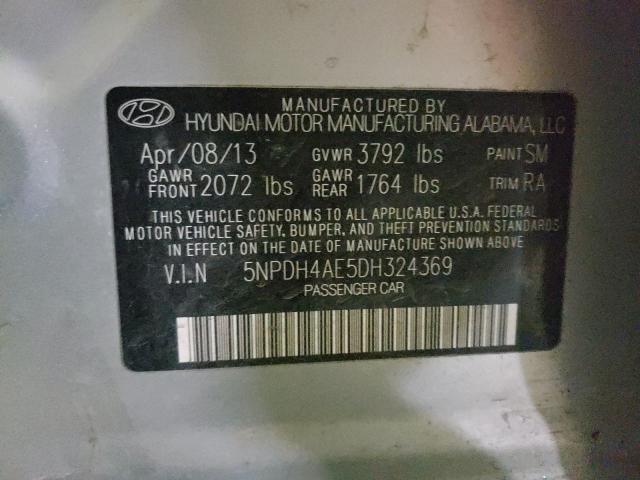 MANUFACTURED BY
HYUNDAI MOTOR MANUFACTURING ALABAMA, LLC
Apr/08/13 GVWR 3792 lbs PAINT SM
GAWR FRONT 2072 lbs GAWR REAR 1764 lbs TRIM RA
THIS VEHICLE CONFORMS TO ALL APPLICABLE U.S.A. FEDERAL
MOTOR VEHICLE SAFETY, BUMPER, AND THEFT PREVENTION STANDARDS
IN EFFECT ON THE DATE OF MANUFACTURE SHOWN ABOVE
V.I.N 5NPDH4AE5DH324369
PASSENGER CAR